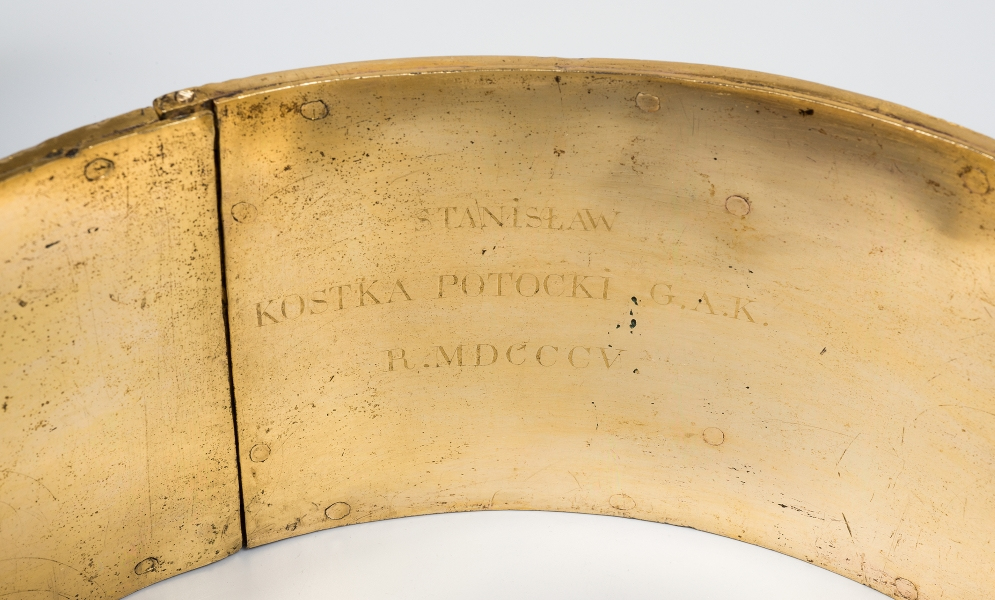 STANiSŁAW
KOSTKA POTOCKi G.A.K.
R.MDCCCV